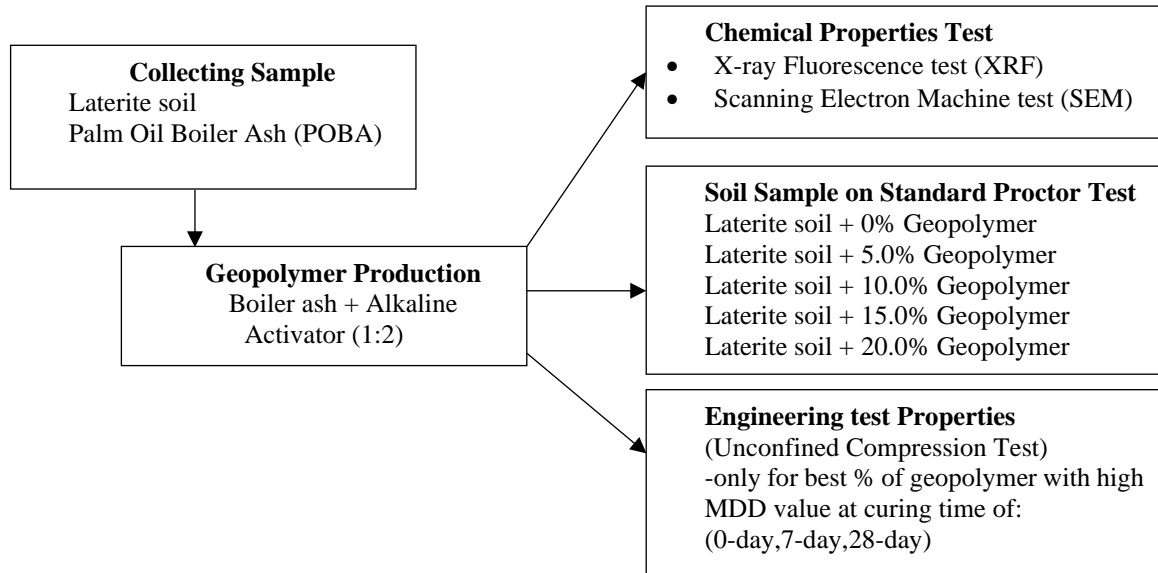 Collecting Sample
Laterite soil
Palm Oil Boiler Ash (POBA)
Geopolymer Production
Boiler ash + Alkaline
Activator (1:2)
Chemical Properties Test
• X-ray Fluorescence test (XRF)
• Scanning Electron Machine test (SEM)
Soil Sample on Standard Proctor Test
Laterite soil + 0% Geopolymer
Laterite soil + 5.0% Geopolymer
Laterite soil + 10.0% Geopolymer
Laterite soil + 15.0% Geopolymer
Laterite soil + 20.0% Geopolymer
Engineering test Properties
(Unconfined Compression Test)
-only for best % of geopolymer with high
MDD value at curing time of:
(0-day,7-day,28-day)